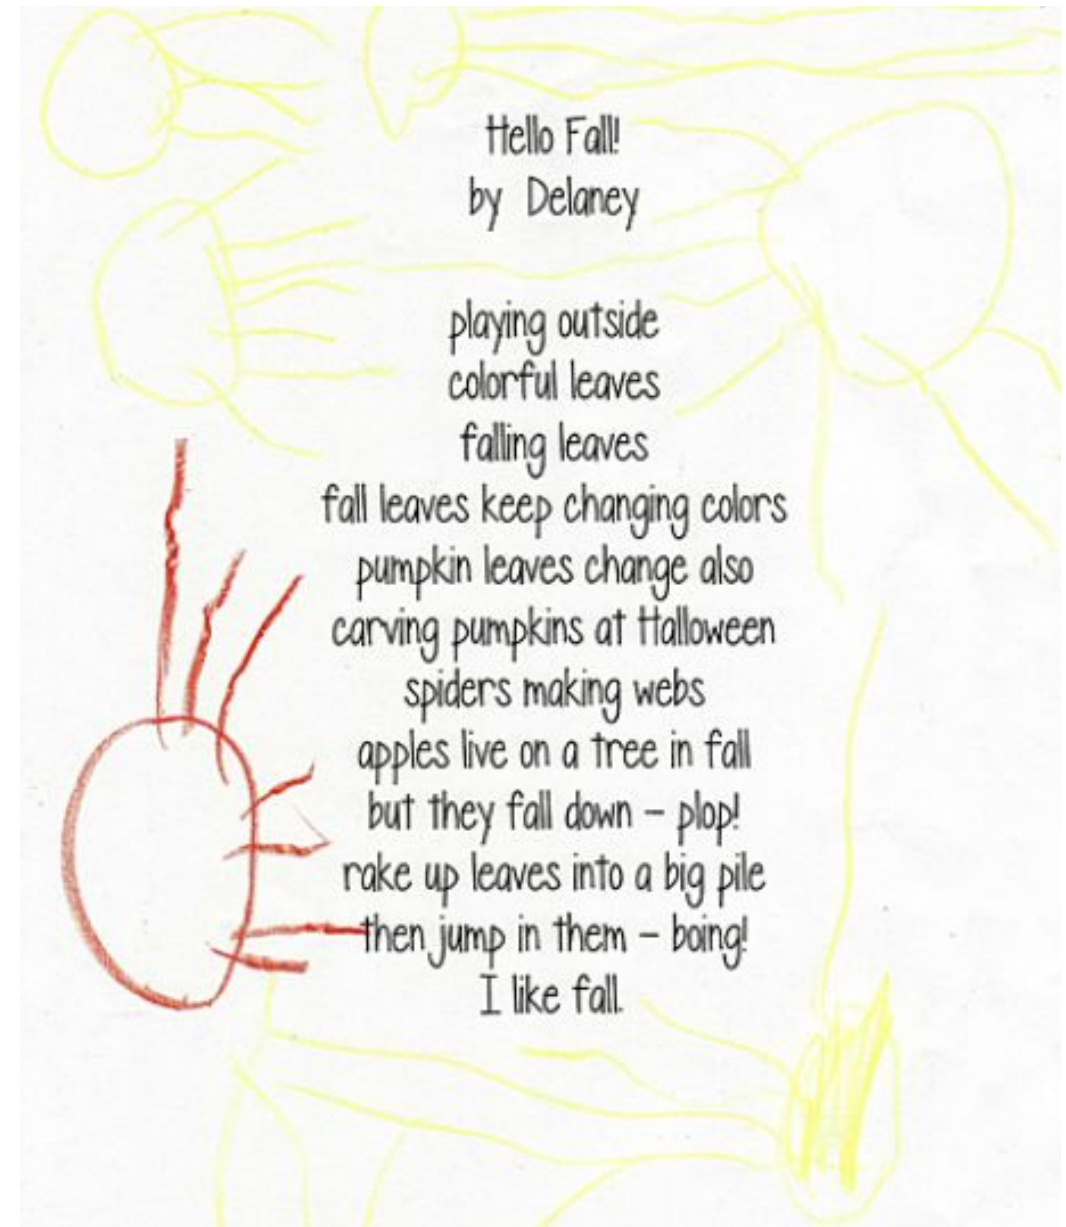 Hello Fall!
by Delaney
playing outside
colorful leaves
falling leaves
fall leaves keep changing colors
pumpkin leaves change also
carving pumpkins at Halloween
spiders making webs
apples live on a tree in fall
but they fall down – plop!
rake up leaves into a big pile
then jump in them – boing!
I like fall.